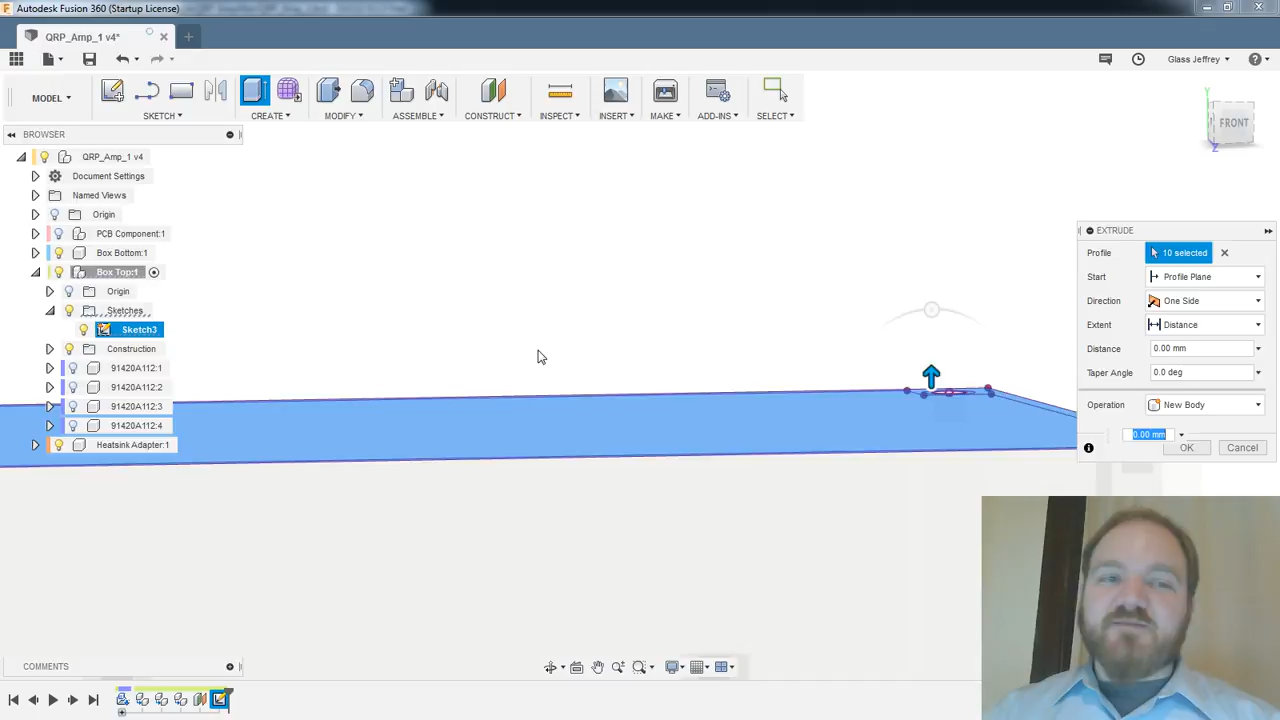 Autodesk Fusion 360 (Startup License)
QRP_Amp_1 v4*
Glass Jeffrey
MODEL
SKETCH
CREATE
MODIFY
ASSEMBLE
CONSTRUCT
INSPECT
INSERT
MAKE
ADD-INS
SELECT
FRONT
Y
Z
BROWSER
QRP_Amp_1 v4
Document Settings
Named Views
Origin
PCB Component:1
Box Bottom:1
Box Top:1
Origin
Sketches
Sketch3
Construction
91420A112:1
91420A112:2
91420A112:3
91420A112:4
Heatsink Adapter:1
EXTRUDE
Profile 10 selected
Start Profile Plane
Direction One Side
Extent Distance
Distance 0.00 mm
Taper Angle 0.0 deg
Operation New Body
0.00 mm
OK Cancel
COMMENTS